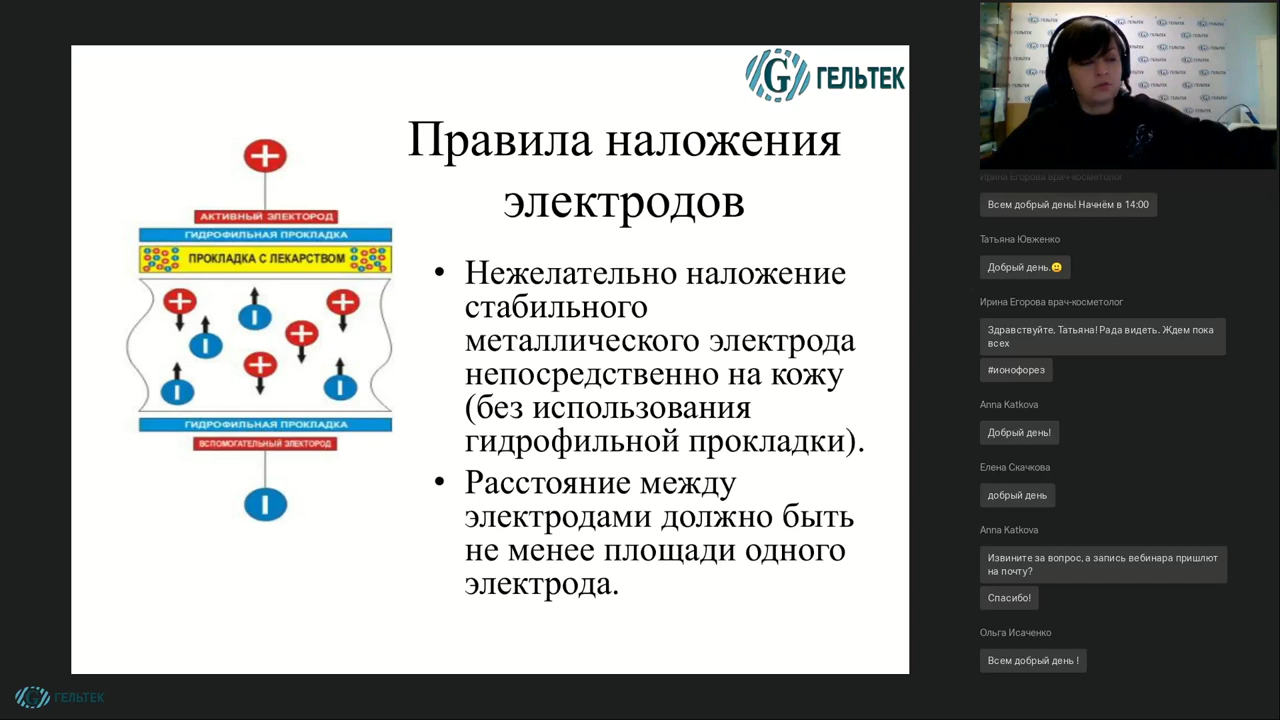 ГЕЛЬТЕК
Правила наложения
электродов
АКТИВНЫЙ ЭЛЕКТОРОД
ГИДРОФИЛЬНАЯ ПРОКЛАДКА
ПРОКЛАДКА С ЛЕКАРСТВОМ
ГИДРОФИЛЬНАЯ ПРОКЛАДКА
ВСПОМОГАТЕЛЬНЫЙ ЭЛЕКТОРОД
• Нежелательно наложение
стабильного
металлического электрода
непосредственно на кожу
(без использования
гидрофильной прокладки).
• Расстояние между
электродами должно быть
не менее площади одного
электрода.
ГЕЛЬТЕК
Ирина Егорова врач-косметолог
Всем добрый день! Начнём в 14:00
Татьяна Ювженко
Добрый день.🙂
Ирина Егорова врач-косметолог
Здравствуйте, Татьяна! Рада видеть. Ждем пока
всех
#ионофорез
Anna Katkova
Добрый день!
Елена Скачкова
добрый день
Anna Katkova
Извините за вопрос, а запись вебинара пришлют
на почту?
Спасибо!
Ольга Исаченко
Всем добрый день !